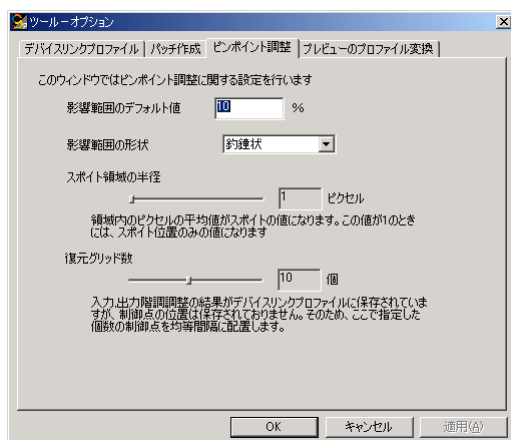 ツール－オプション
デバイスリンクプロファイル パッチ作成 ピンポイント調整 プレビューのプロファイル変換
このウィンドウではピンポイント調整に関する設定を行います
影響範囲のデフォルト値 10 %
影響範囲の形状 釣鐘状
スポイト領域の半径
1 ピクセル
領域内のピクセルの平均値がスポイトの値になります。この値が1のとき
には、スポイト位置のみの値になります
復元グリッド数
10 個
入力,出力階調調整の結果がデバイスリンクプロファイルに保存されていま
すが、制御点の位置は保存されておりません。そのため、ここで指定した
個数の制御点を均等間隔に配置します。
OK キャンセル 適用(A)